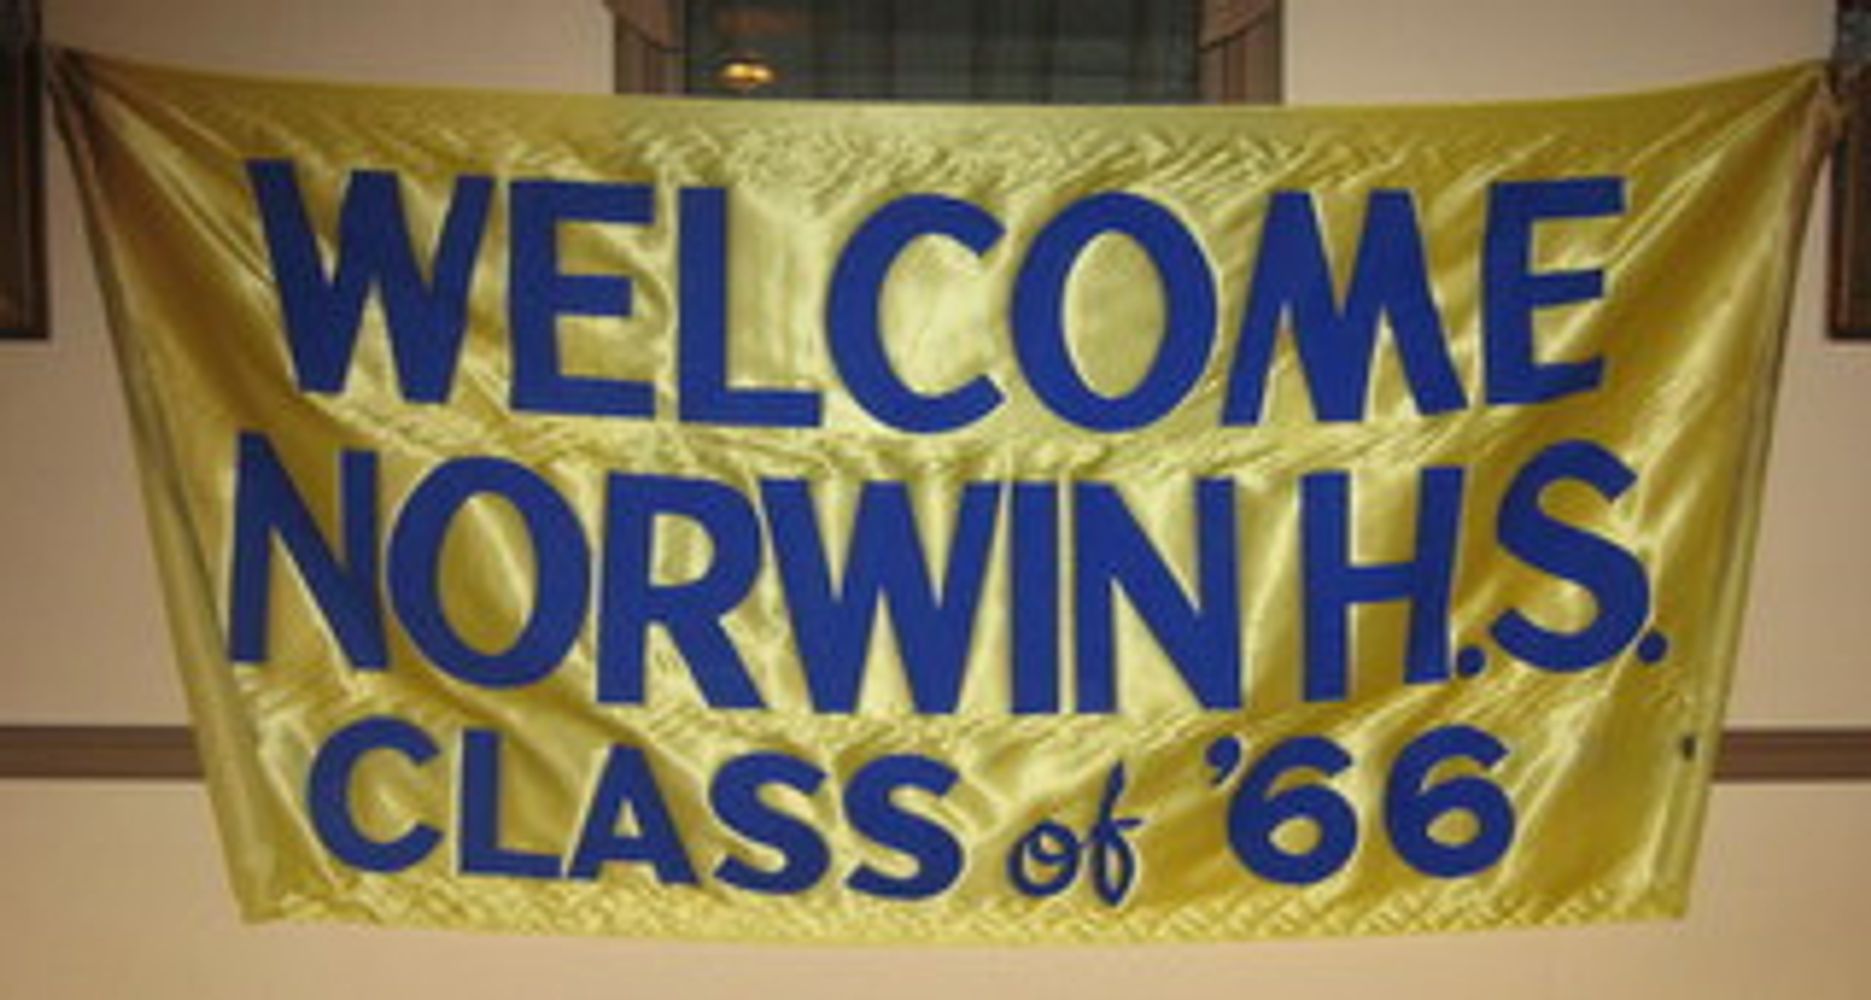 WELCOME
NORWIN H.S.
CLASS of '66